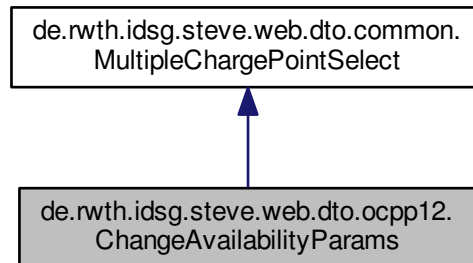 de.rwth.idsg.steve.web.dto.common.
MultipleChargePointSelect
de.rwth.idsg.steve.web.dto.ocpp12.
ChangeAvailabilityParams